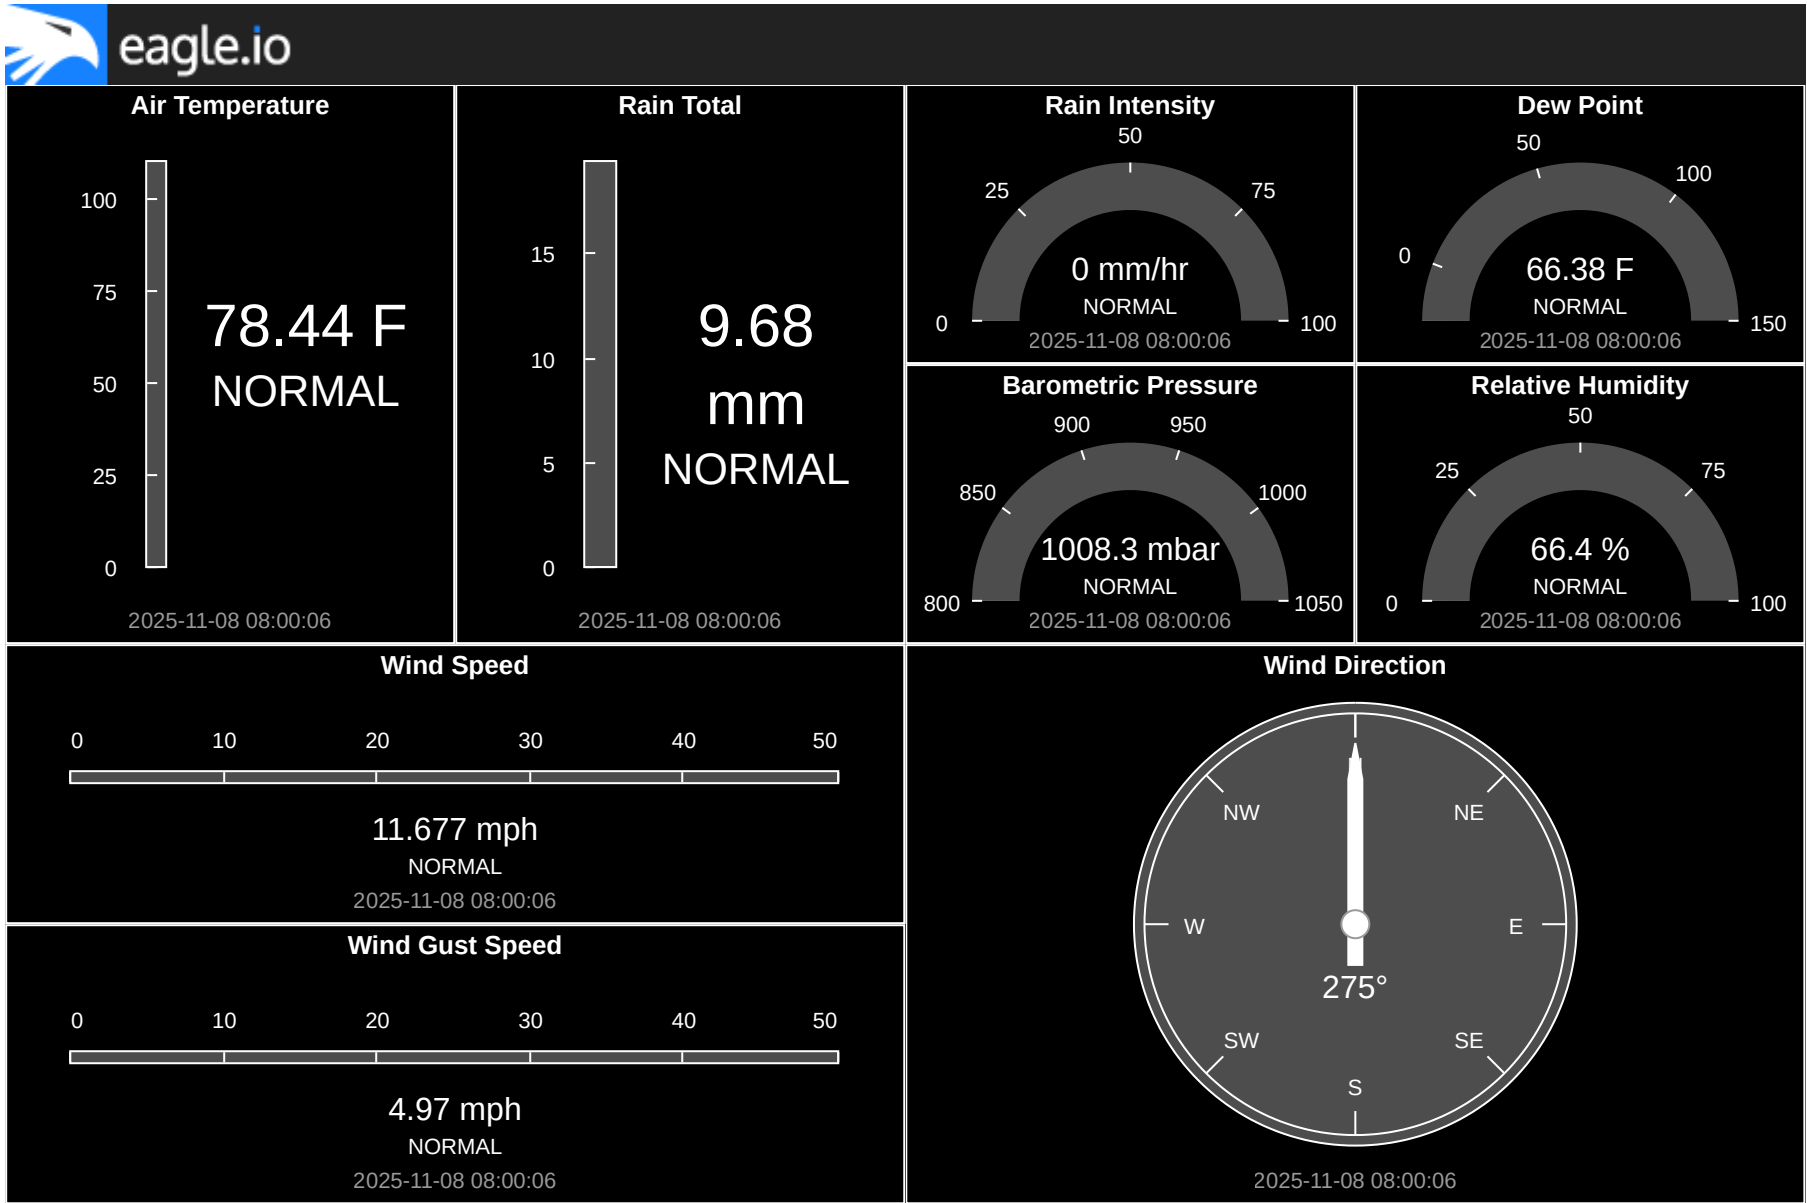 eagle.io
Air Temperature
100
75
50
25
0
78.44 F
NORMAL
2025-11-08 08:00:06
Rain Total
15
10
5
0
9.68
mm
NORMAL
2025-11-08 08:00:06
Rain Intensity
0
25
50
75
100
0 mm/hr
NORMAL
2025-11-08 08:00:06
Dew Point
0
50
100
150
66.38 F
NORMAL
2025-11-08 08:00:06
Barometric Pressure
800
850
900
950
1000
1050
1008.3 mbar
NORMAL
2025-11-08 08:00:06
Relative Humidity
0
25
50
75
100
66.4 %
NORMAL
2025-11-08 08:00:06
Wind Speed
0 10 20 30 40 50
11.677 mph
NORMAL
2025-11-08 08:00:06
Wind Gust Speed
0 10 20 30 40 50
4.97 mph
NORMAL
2025-11-08 08:00:06
Wind Direction
NW NE
W E
275°
SW SE
S
2025-11-08 08:00:06